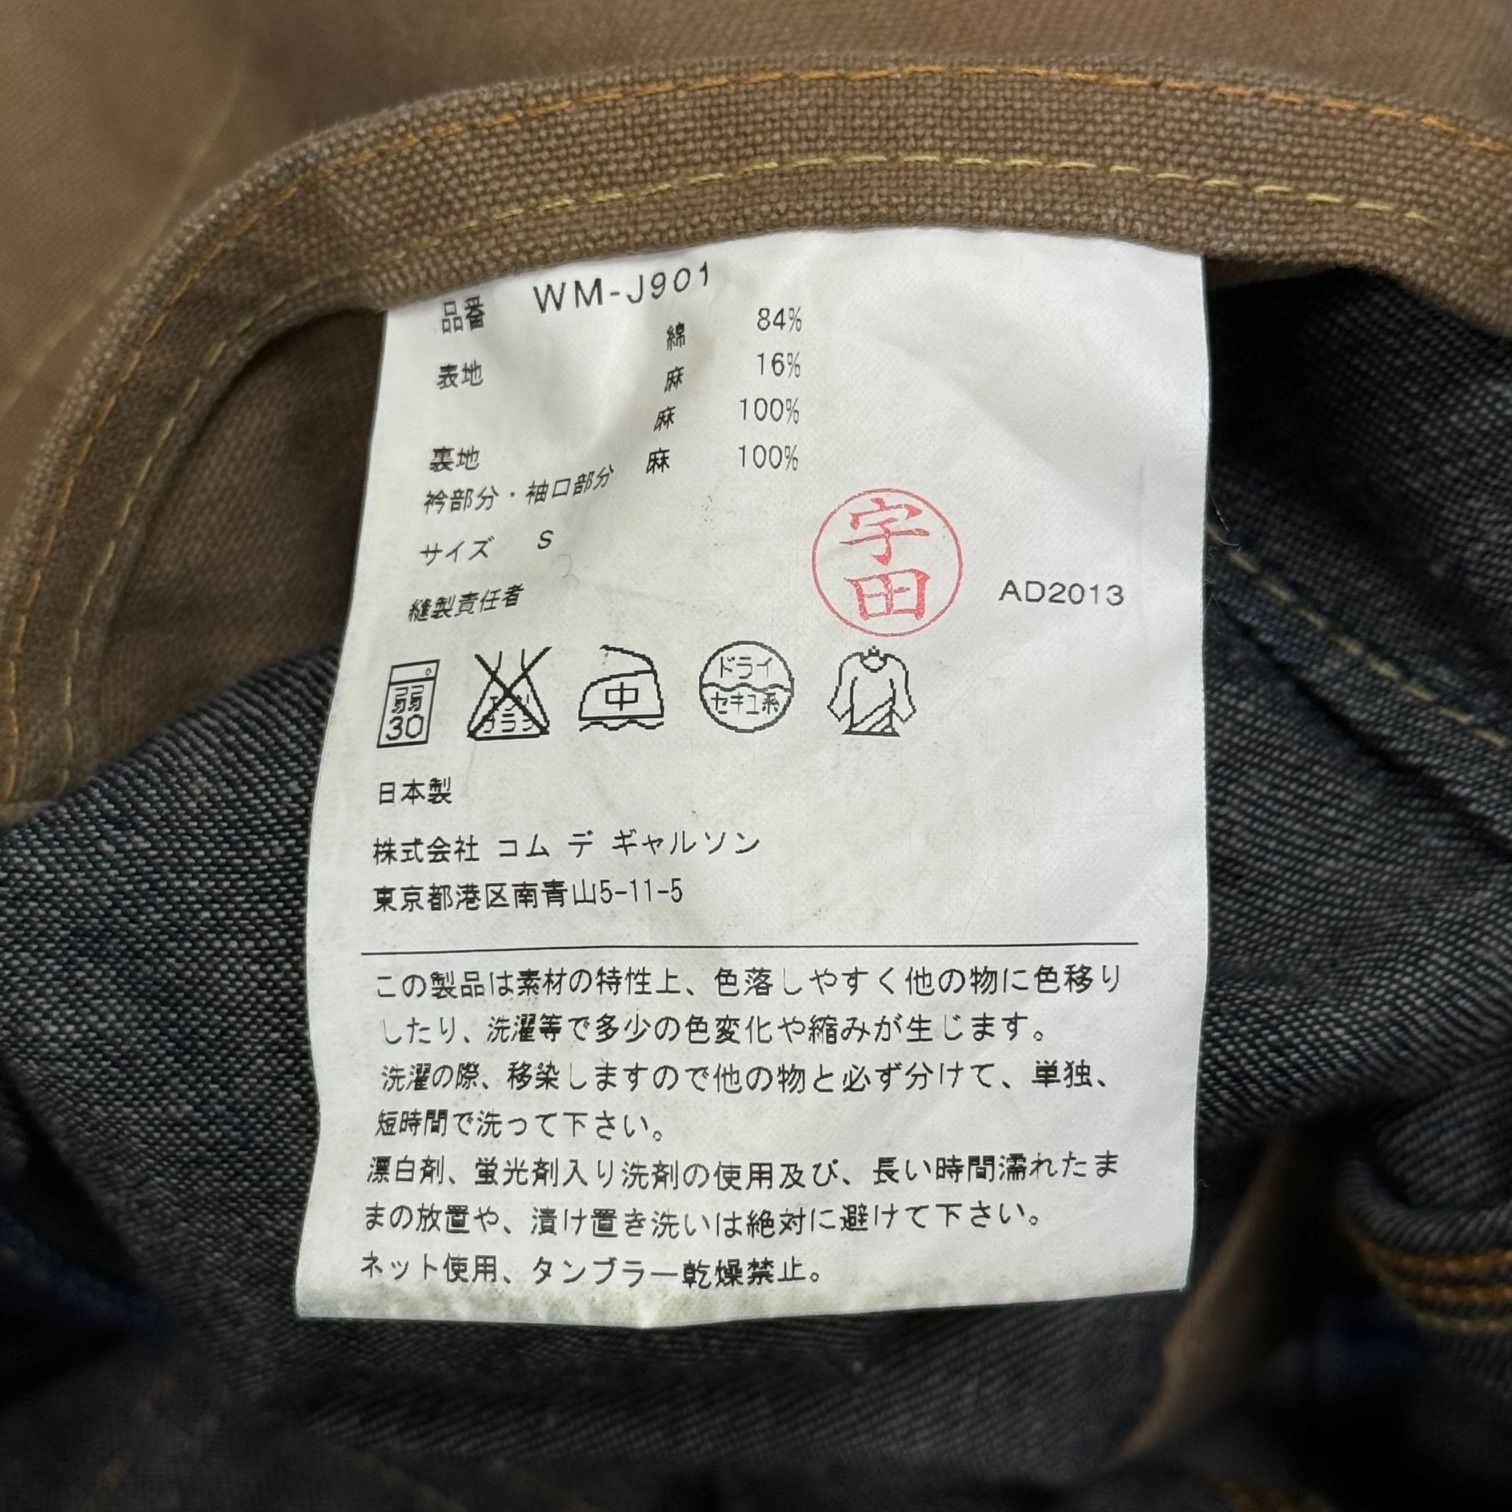 品番 WM-J901
綿 84%
表地 麻 16%
麻 100%
裏地 麻 100%
衿部分・袖口部分
サイズ S
縫製責任者
宇田
AD2013
弱
30
エンソ
サラシ
中
ドライ
セキユ系
日本製
株式会社 コム デ ギャルソン
東京都港区南青山5-11-5
この製品は素材の特性上、色落しやすく他の物に色移り
したり、洗濯等で多少の色変化や縮みが生じます。
洗濯の際、移染しますので他の物と必ず分けて、単独、
短時間で洗って下さい。
漂白剤、蛍光剤入り洗剤の使用及び、長い時間濡れたま
まの放置や、漬け置き洗いは絶対に避けて下さい。
ネット使用、タンブラー乾燥禁止。